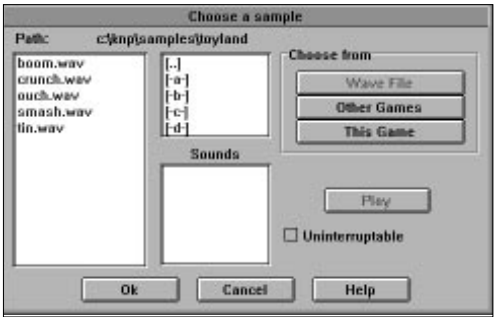 Choose a sample
Path: c:\knp\samples\toyland
boom.wav
crunch.wav
ouch.wav
smash.wav
tin.wav
[..]
[-a-]
[-b-]
[-c-]
[-d-]
Sounds
Choose from
Wave File
Other Games
This Game
Play
Uninterruptable
Ok
Cancel
Help